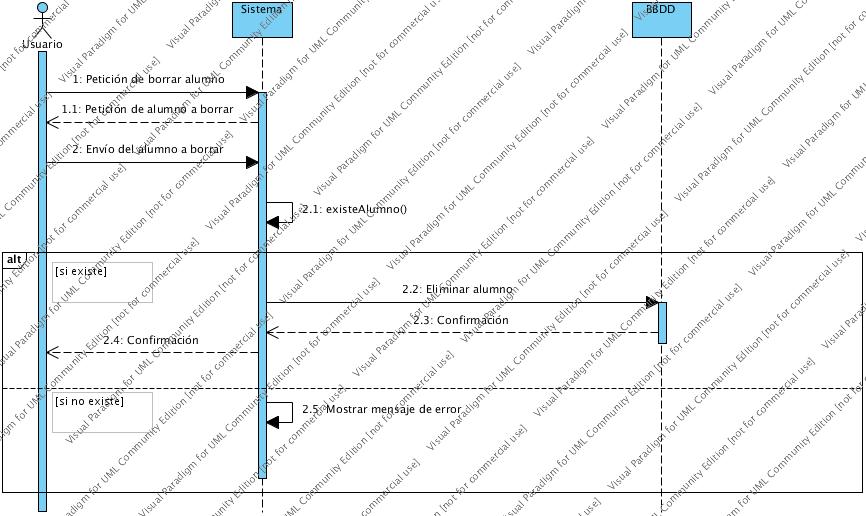 Usuario
Sistema
BBDD
1: Petición de borrar alumno
1.1: Petición de alumno a borrar
2: Envío del alumno a borrar
2.1: existeAlumno()
alt
[si existe]
2.2: Eliminar alumno
2.3: Confirmación
2.4: Confirmación
[si no existe]
2.5: Mostrar mensaje de error
Visual Paradigm for UML Community Edition [not for commercial use]